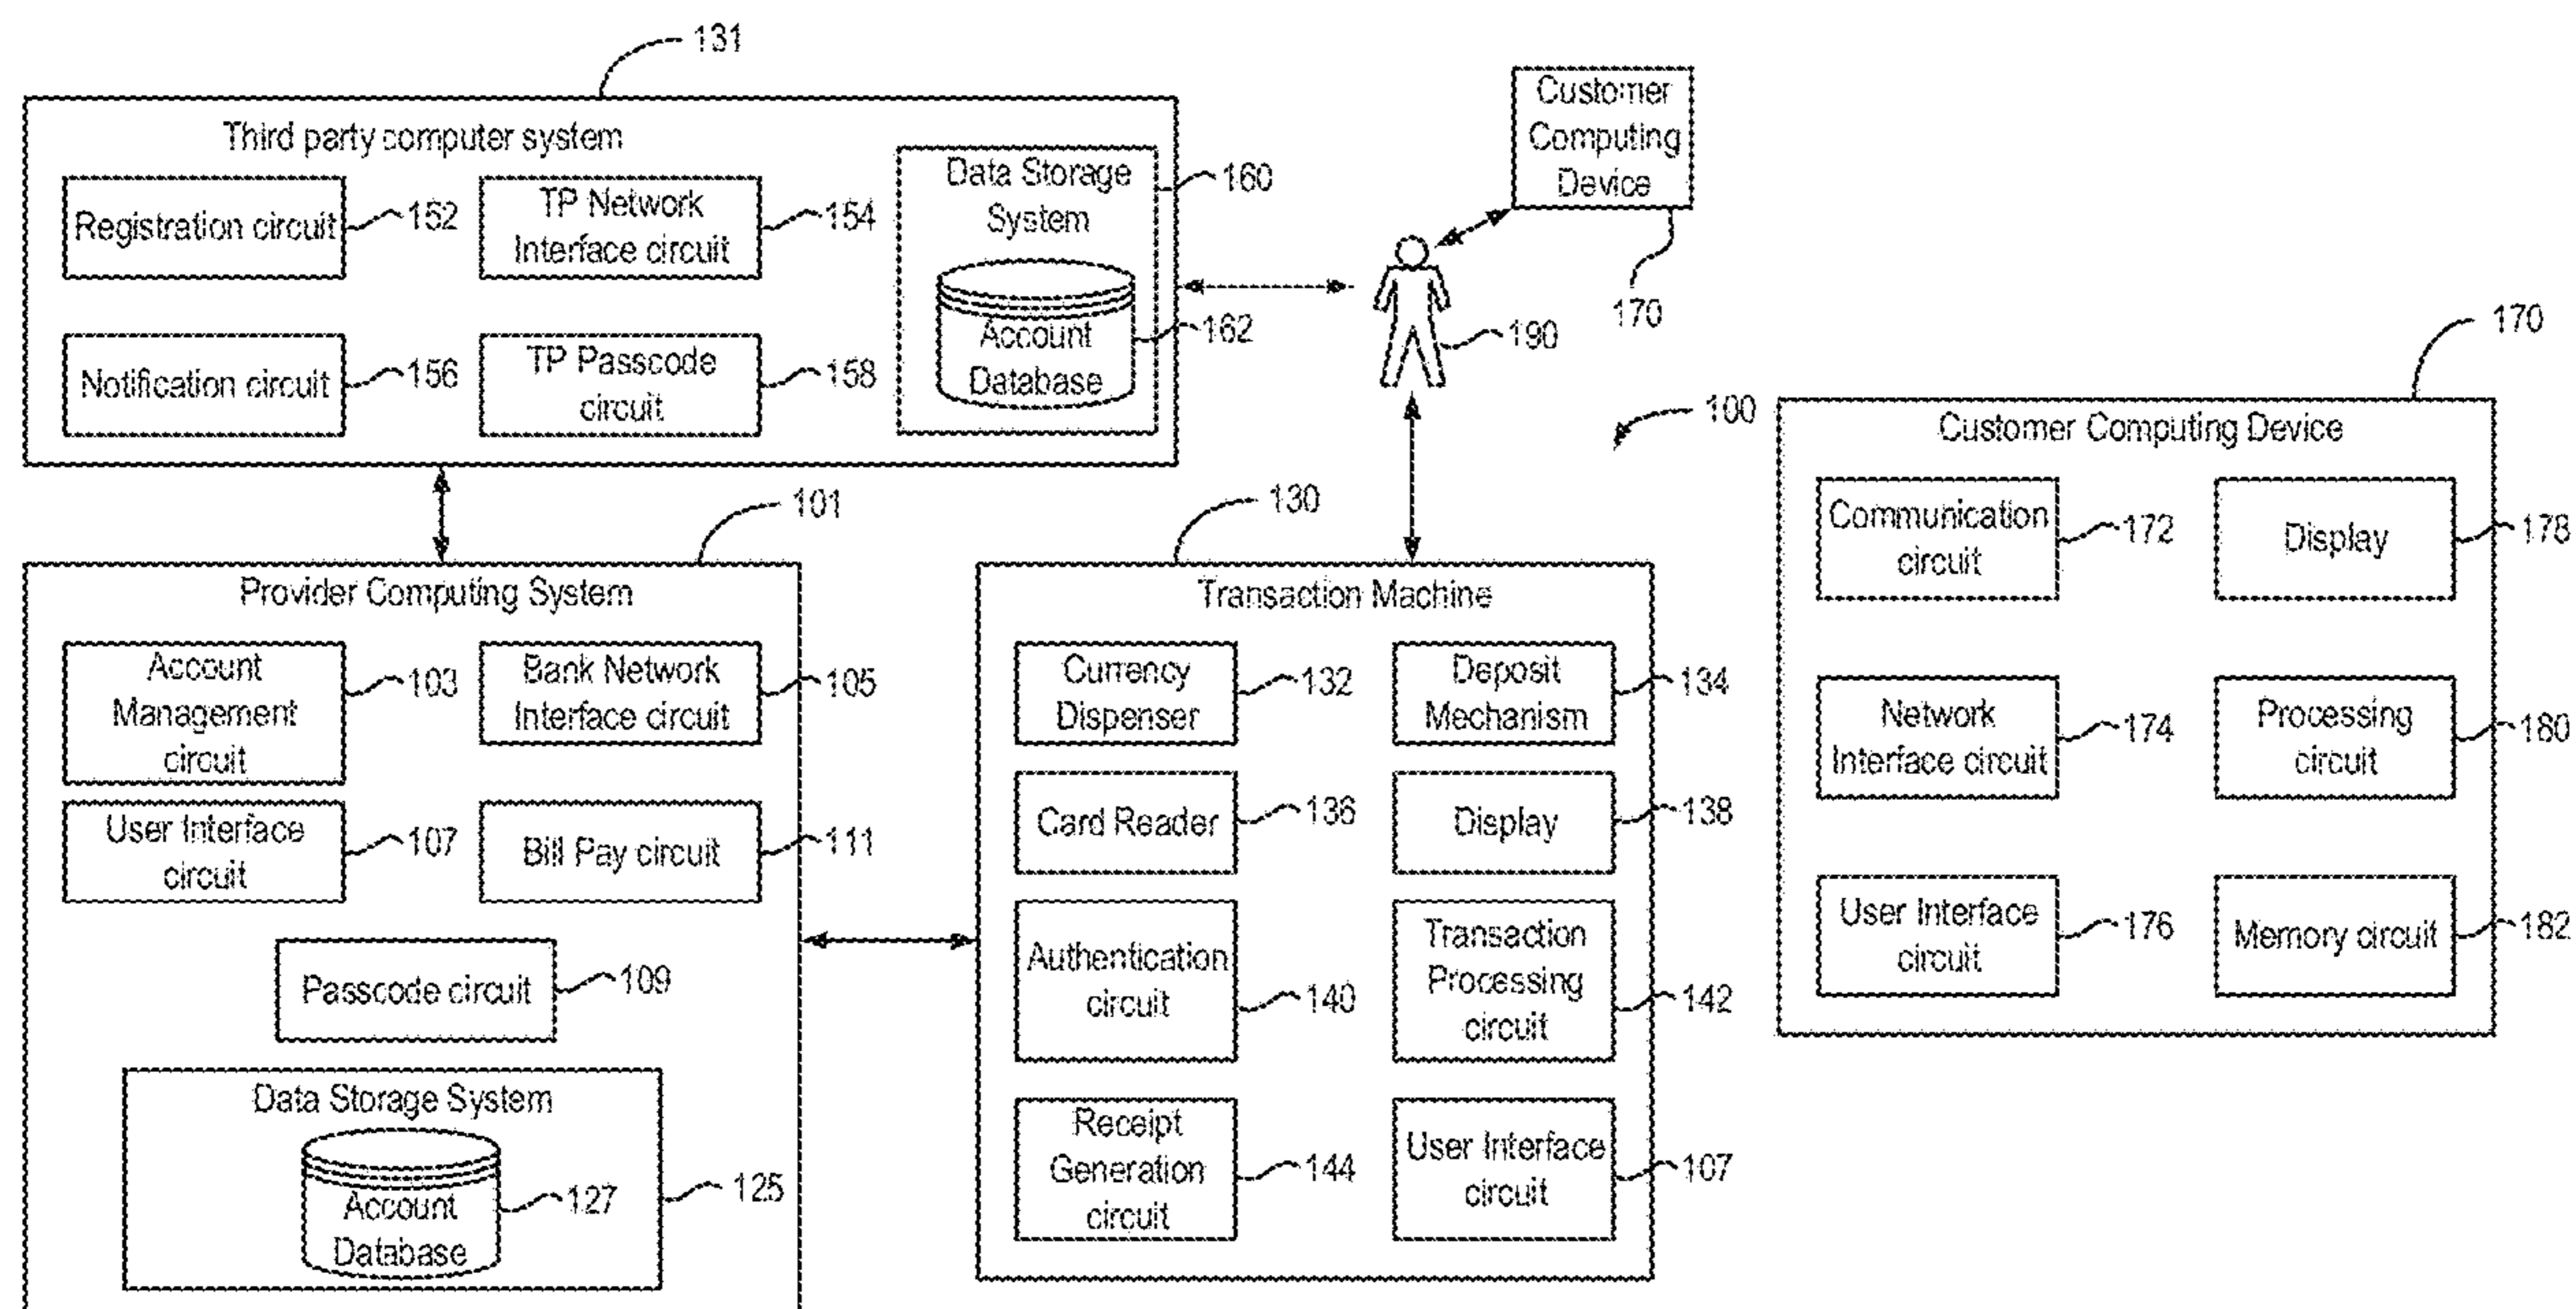 131
Third party computer system
Registration circuit
152
TP Network
Interface circuit
154
Notification circuit
156
TP Passcode
circuit
158
Data Storage
System
160
Account
Database
162
Customer
Computing
Device
170
190
100
101
Provider Computing System
Account
Management
circuit
103
Bank Network
Interface circuit
105
User Interface
circuit
107
Bill Pay circuit
111
Passcode circuit
109
Data Storage System
125
Account
Database
127
130
Transaction Machine
Currency
Dispenser
132
Deposit
Mechanism
134
Card Reader
136
Display
138
Authentication
circuit
140
Transaction
Processing
circuit
142
Receipt
Generation
circuit
144
User Interface
circuit
107
170
Customer Computing Device
Communication
circuit
172
Display
178
Network
Interface circuit
174
Processing
circuit
180
User Interface
circuit
176
Memory circuit
182